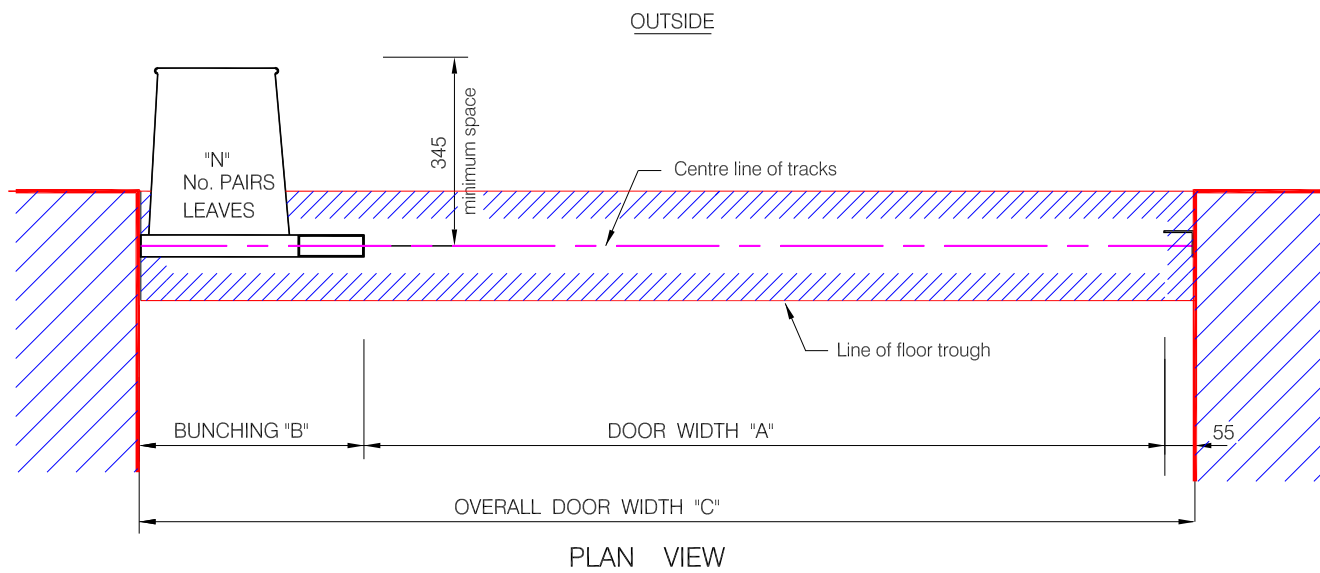 OUTSIDE
345
minimum space
"N"
No. PAIRS
LEAVES
Centre line of tracks
Line of floor trough
BUNCHING "B"
DOOR WIDTH "A"
55
OVERALL DOOR WIDTH "C"
PLAN VIEW